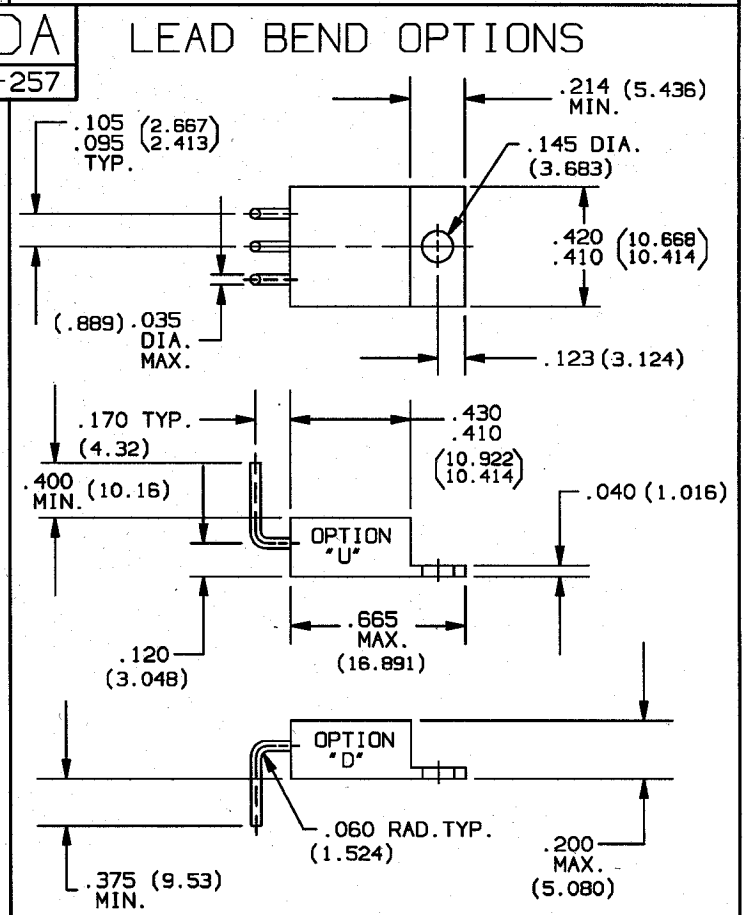 DA
-257
LEAD BEND OPTIONS
.214 (5.436)
MIN.
.105 (2.667)
.095 (2.413)
TYP.
.145 DIA.
(3.683)
.420 (10.668)
.410 (10.414)
(.889) .035
DIA.
MAX.
.123 (3.124)
.170 TYP.
(4.32)
.430
.410
(10.922)
(10.414)
.400
MIN. (10.16)
.040 (1.016)
OPTION
"U"
.665
MAX.
(16.891)
.120
(3.048)
OPTION
"D"
.060 RAD.TYP.
(1.524)
.200
MAX.
(5.080)
.375 (9.53)
MIN.